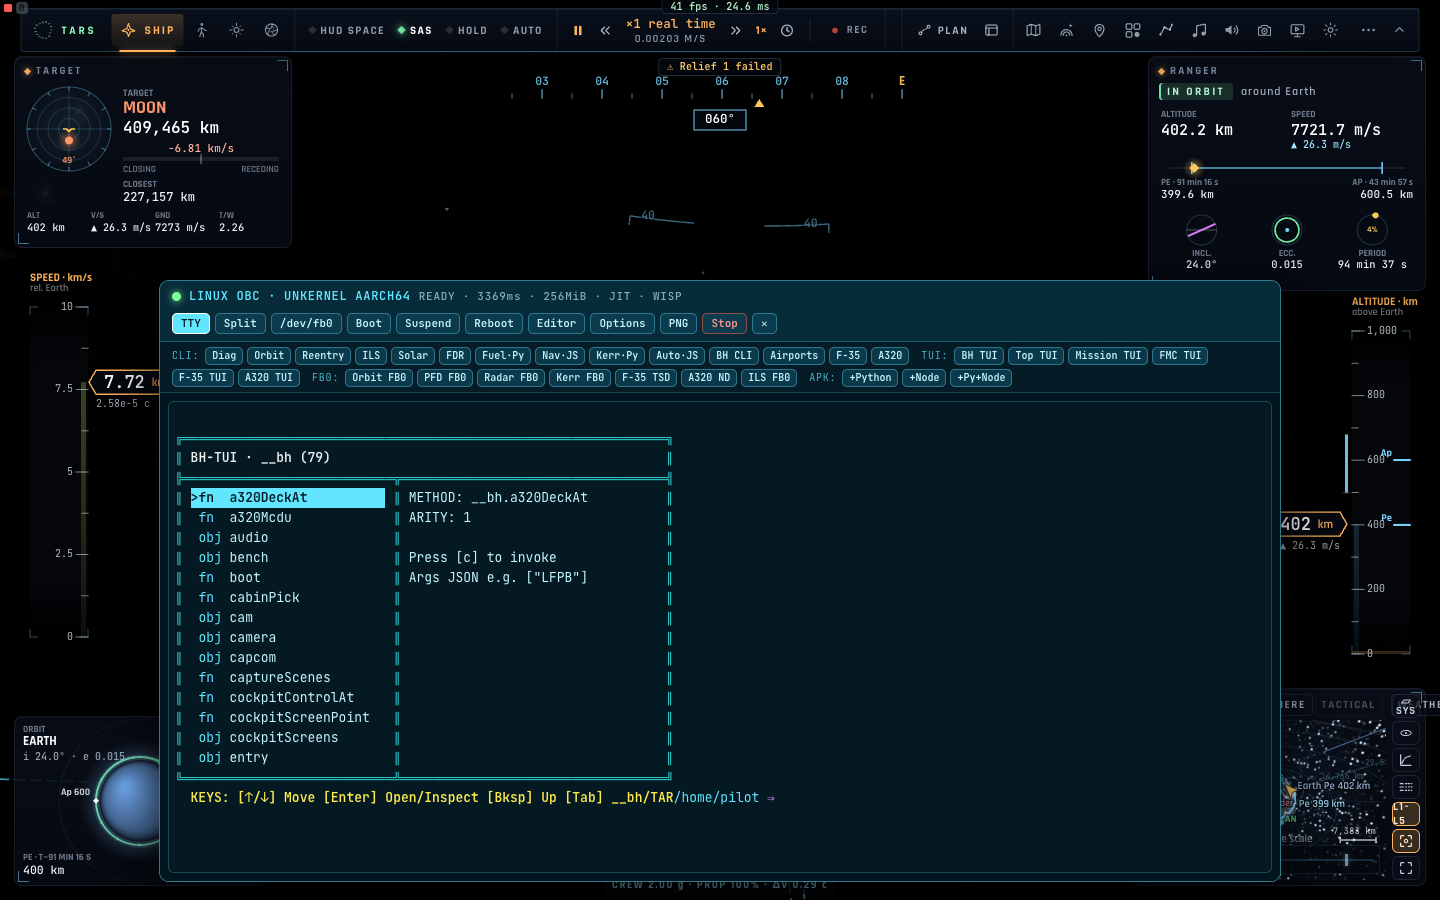 41 fps · 24.6 ms
TARS
SHIP
HUD SPACE
SAS
HOLD
AUTO
×1 real time
0.00203 M/S
1×
REC
PLAN
⚠ Relief 1 failed
TARGET
TARGET
MOON
409,465 km
-6.81 km/s
49°
CLOSING
RECEDING
CLOSEST
227,157 km
ALT
V/S
GND
T/W
402 km
▲ 26.3 m/s
7273 m/s
2.26
03 04 05 06 07 08 E
060°
40
40
RANGER
IN ORBIT
around Earth
ALTITUDE
SPEED
402.2 km
7721.7 m/s
▲ 26.3 m/s
PE · 91 min 16 s
AP · 43 min 57 s
399.6 km
600.5 km
4%
INCL.
ECC.
PERIOD
24.0°
0.015
94 min 37 s
SPEED · km/s
rel. Earth
10
7.5
7.72
2.58e-5 c
5
2.5
0
ALTITUDE · km
above Earth
1,000
800
600
Ap
402 km
400
Pe
▲ 26.3 m/s
200
0
LINUX OBC · UNKERNEL AARCH64 READY · 3369ms · 256MiB · JIT · WISP
TTY Split /dev/fb0 Boot Suspend Reboot Editor Options PNG Stop ×
CLI: Diag Orbit Reentry ILS Solar FDR Fuel·Py Nav·JS Kerr·Py Auto·JS BH CLI Airports F-35 A320 TUI: BH TUI Top TUI Mission TUI FMC TUI
F-35 TUI A320 TUI FB0: Orbit FB0 PFD FB0 Radar FB0 Kerr FB0 F-35 TSD A320 ND ILS FB0 APK: +Python +Node +Py+Node
BH-TUI · __bh (79)
>fn a320DeckAt
METHOD: __bh.a320DeckAt
fn a320Mcdu
ARITY: 1
obj audio
obj bench
Press [c] to invoke
fn boot
Args JSON e.g. ["LFPB"]
fn cabinPick
obj cam
obj camera
obj capcom
fn captureScenes
fn cockpitControlAt
fn cockpitScreenPoint
obj cockpitScreens
obj entry
KEYS: [↑/↓] Move [Enter] Open/Inspect [Bksp] Up [Tab] __bh/TAR/home/pilot ⇒
ORBIT
EARTH
i 24.0° · e 0.015
Ap 600
PE · T−91 MIN 16 S
400 km
CREW 2.00 g · PROP 100% · ΔV 0.29 c
TACTICAL
SYS
Earth Pe 402 km
Pe 399 km
L1-L5
7,383 km
scale